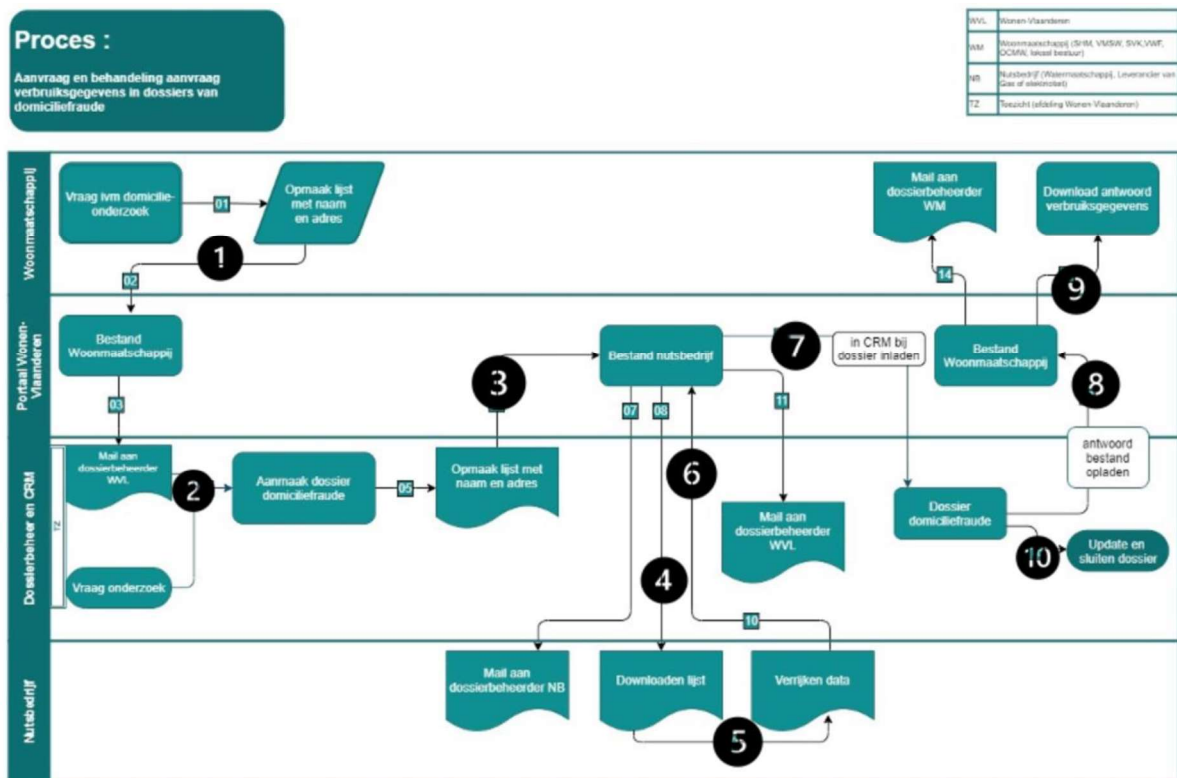 Proces :
Aanvraag en behandeling aanvraag
verbruiksgegevens in dossiers van
domiciliefraude
WVL Wonen-Vlaanderen
WM Woonmaatschappij (SHM, VMSW, SVK,VWF,
OCMW, lokaal bestuur)
NB Nutsbedrijf (Watermaatschappij, Leverancier van
Gas of elektriciteit)
TZ Toezicht (afdeling Wonen-Vlaanderen)
Woonmaatschappij
Vraag ivm domicilie-
onderzoek
01
Opmaak lijst
met naam
en adres
1
02
Mail aan
dossierbeheerder
WM
Download antwoord
verbruiksgegevens
14
9
Portaal Wonen-
Vlaanderen
Bestand
Woonmaatschappij
03
3
Bestand nutsbedrijf
07
08
6
7
11
in CRM bij
dossier inladen
Bestand
Woonmaatschappij
8
Dossierbeheer en CRM
TZ
Mail aan
dossierbeheerder
WVL
2
Vraag onderzoek
Aanmaak dossier
domiciliefraude
05
Opmaak lijst met
naam en adres
4
Mail aan
dossierbeheerder
WVL
10
Dossier
domiciliefraude
antwoord
bestand
opladen
10
Update en
sluiten dossier
Nutsbedrijf
Mail aan
dossierbeheerder NB
Downloaden lijst
5
Verrijken data